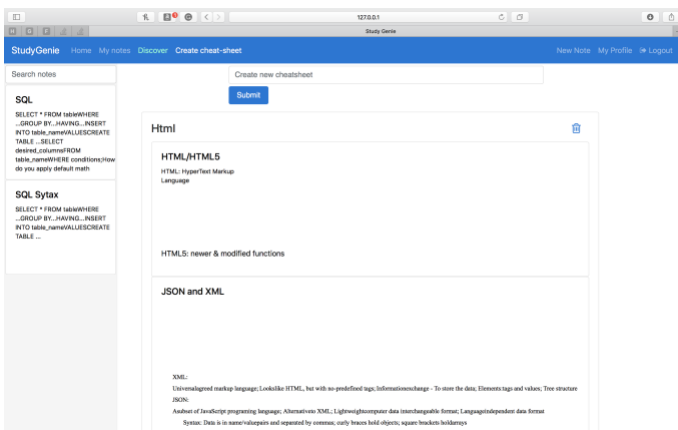 127.0.0.1
Study Genie
StudyGenie Home My notes Discover Create cheat-sheet New Note My Profile Logout
Search notes
SQL
SELECT * FROM tableWHERE
...GROUP BY...HAVING...INSERT
INTO table_nameVALUESCREATE
TABLE ...SELECT
desired_columnsFROM
table_nameWHERE conditions;How
do you apply default math
SQL Sytax
SELECT * FROM tableWHERE
...GROUP BY...HAVING...INSERT
INTO table_nameVALUESCREATE
TABLE ...
Create new cheatsheet
Submit
Html
HTML/HTML5
HTML: HyperText Markup
Language
HTML5: newer & modified functions
JSON and XML
XML:
Universalagreed markup language; Lookslike HTML, but with no-predefined tags; Informationexchange - To store the data; Elements:tags and values; Tree structure
JSON:
Asubset of JavaScript programing language; Alternativeto XML; Lightweightcomputer data interchangeable format; Languageindependent data format
Syntax: Data is in name/valuepairs and separated by commas; curly braces hold objects; square brackets holdarrays